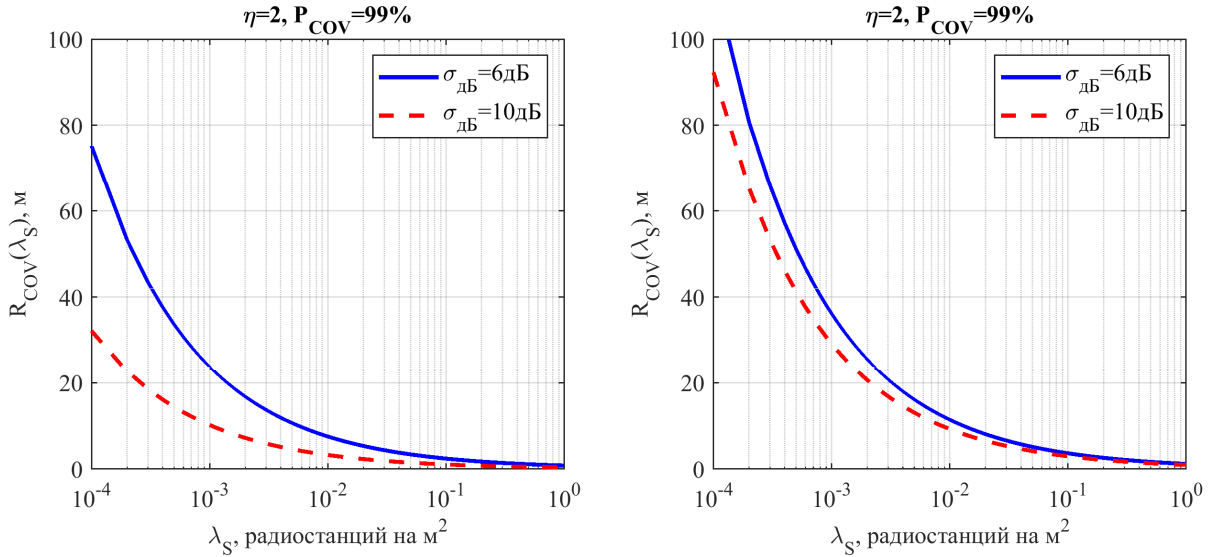 η=2, P_COV=99%
100
80
60
40
20
0
R_COV(λ_S), м
σ_дБ=6дБ
σ_дБ=10дБ
10^-4
10^-3
10^-2
10^-1
10^0
λ_S, радиостанций на м^2
η=2, P_COV=99%
100
80
60
40
20
0
R_COV(λ_S), м
σ_дБ=6дБ
σ_дБ=10дБ
10^-4
10^-3
10^-2
10^-1
10^0
λ_S, радиостанций на м^2